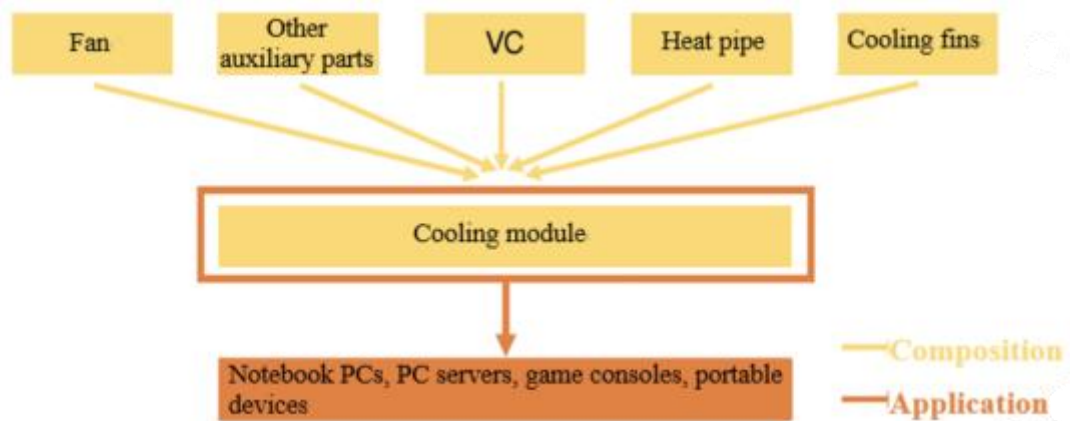 Fan
Other
auxiliary parts
VC
Heat pipe
Cooling fins
Cooling module
Notebook PCs, PC servers, game consoles, portable
devices
Composition
Application